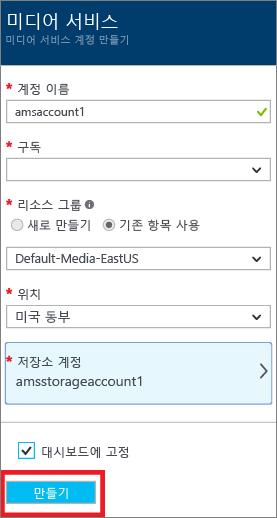 미디어 서비스
미디어 서비스 계정 만들기
* 계정 이름
amsaccount1
* 구독
* 리소스 그룹
새로 만들기 기존 항목 사용
Default-Media-EastUS
* 위치
미국 동부
* 저장소 계정
amsstorageaccount1
대시보드에 고정
만들기